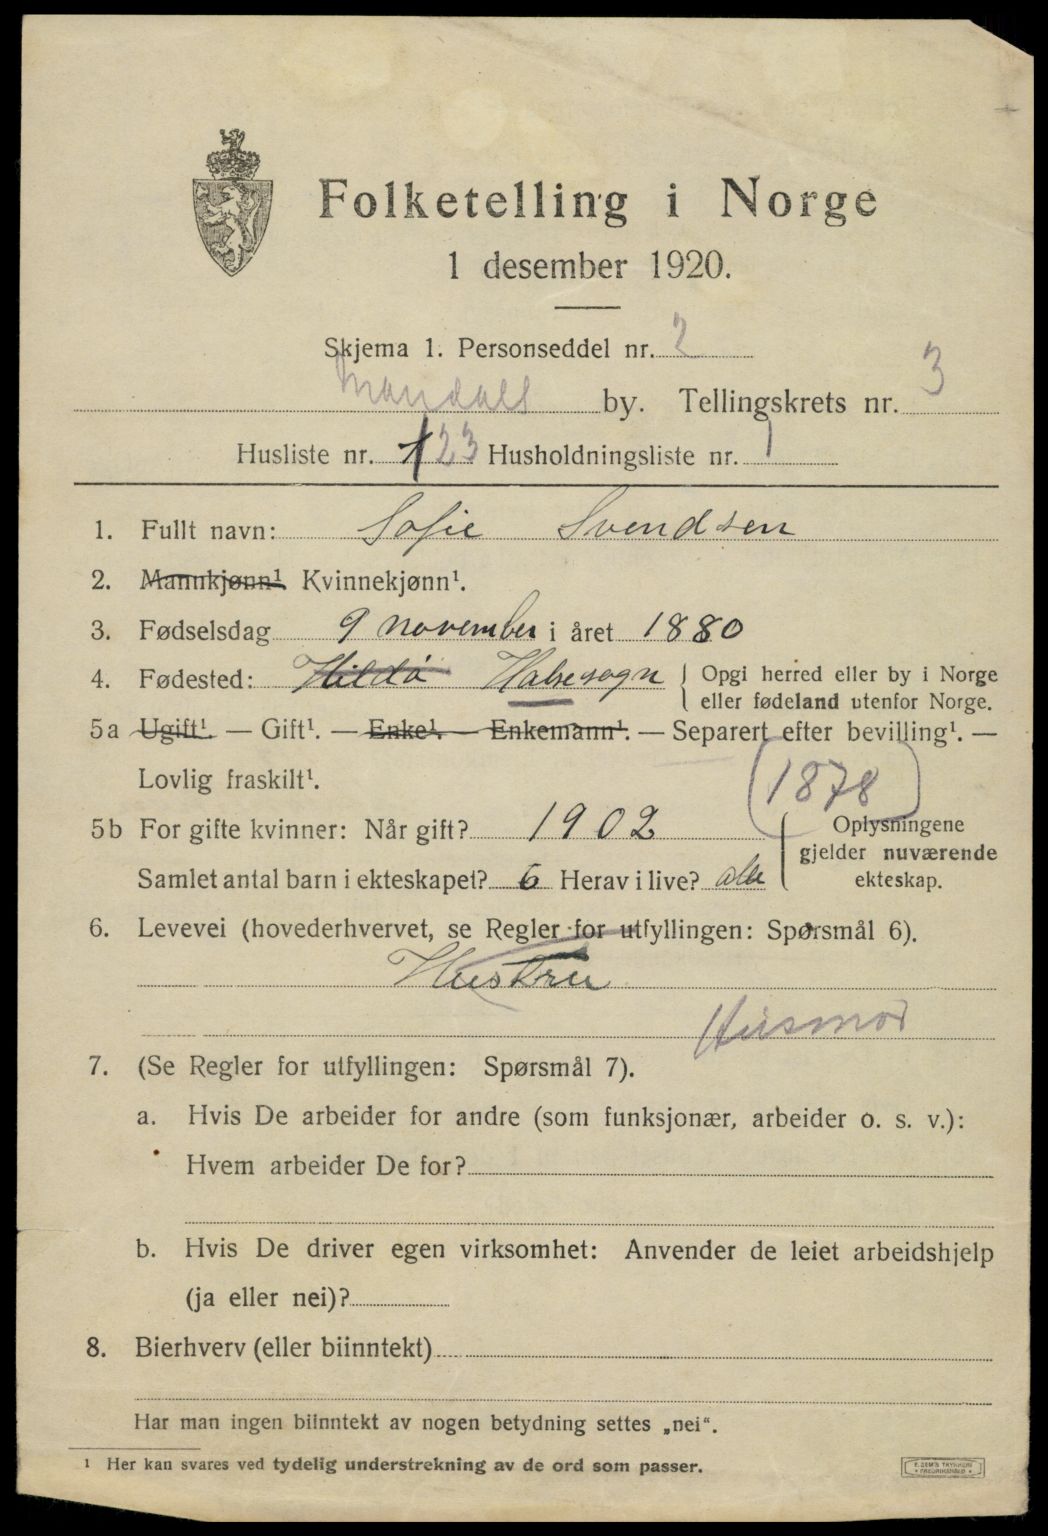 Folketelling i Norge
1 desember 1920.
Skjema 1. Personseddel nr. 2
Mandals by. Tellingskrets nr. 3
Husliste nr. 123 Husholdningsliste nr. 1
1. Fullt navn: Sofie Svendsen
2. Mannkjønn¹. Kvinnekjønn¹.
3. Fødselsdag 9 november i året 1880
4. Fødested: Hildø Halsesogn { Opgi herred eller by i Norge
eller fødeland utenfor Norge.
5a Ugift¹. — Gift¹. — Enke¹. — Enkemann¹. — Separert efter bevilling¹. —
Lovlig fraskilt¹.
(1878)
5b For gifte kvinner: Når gift? 1902 { Oplysningene
gjelder nuværende
Samlet antal barn i ekteskapet? 6 Herav i live? alle ekteskap.
6. Levevei (hovederhvervet, se Regler for utfyllingen: Spørsmål 6).
Hustru
Husmor
7. (Se Regler for utfyllingen: Spørsmål 7).
a. Hvis De arbeider for andre (som funksjonær, arbeider o. s. v.):
Hvem arbeider De for?
b. Hvis De driver egen virksomhet: Anvender de leiet arbeidshjelp
(ja eller nei)?
8. Bierhverv (eller biinntekt)
Har man ingen biinntekt av nogen betydning settes „nei“.
¹ Her kan svares ved tydelig understrekning av de ord som passer.